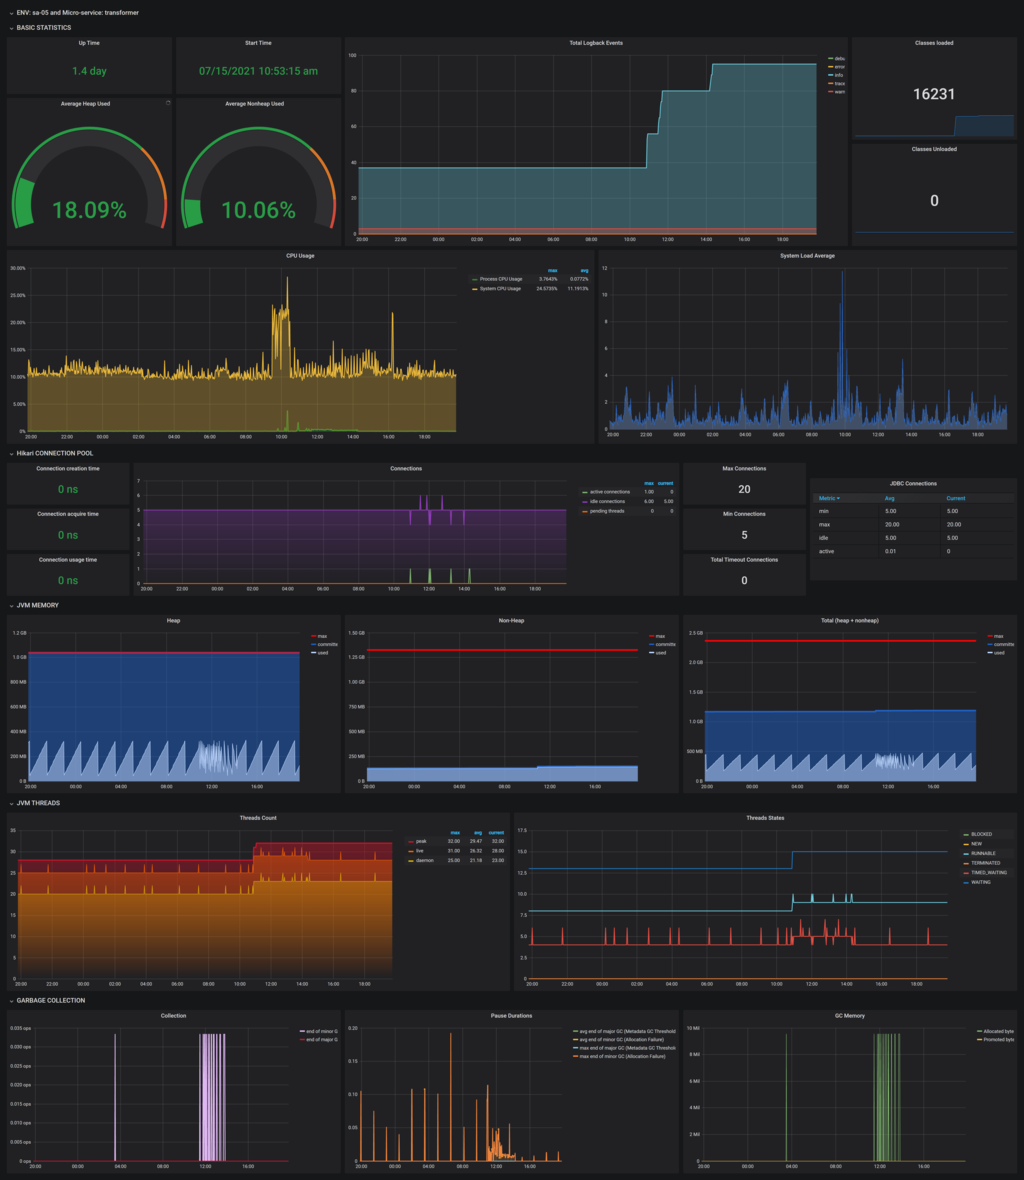 ENV: sa-05 and Micro-service: transformer
BASIC STATISTICS
Up Time
1.4 day
Start Time
07/15/2021 10:53:15 am
Total Logback Events
100
80
60
40
20
0
20:00 22:00 00:00 02:00 04:00 06:00 08:00 10:00 12:00 14:00 16:00 18:00
debu
error
info
trace
warn
Classes loaded
16231
Classes Unloaded
0
Average Heap Used
18.09%
Average Nonheap Used
10.06%
CPU Usage
30.00%
25.00%
20.00%
15.00%
10.00%
5.00%
0%
20:00 22:00 00:00 02:00 04:00 06:00 08:00 10:00 12:00 14:00 16:00 18:00
max avg
Process CPU Usage 3.7643% 0.0772%
System CPU Usage 24.5735% 11.1913%
System Load Average
12
10
8
6
4
2
0
20:00 22:00 00:00 02:00 04:00 06:00 08:00 10:00 12:00 14:00 16:00 18:00
Hikari CONNECTION POOL
Connection creation time
0 ns
Connection acquire time
0 ns
Connection usage time
0 ns
Connections
7
6
5
4
3
2
1
0
20:00 22:00 00:00 02:00 04:00 06:00 08:00 10:00 12:00 14:00 16:00 18:00
max current
active connections 1.00 0
idle connections 6.00 5.00
pending threads 0 0
Max Connections
20
Min Connections
5
Total Timeout Connections
0
JDBC Connections
Metric Avg Current
min 5.00 5.00
max 20.00 20.00
idle 5.00 5.00
active 0.01 0
JVM MEMORY
Heap
1.2 GB
1.0 GB
800 MB
600 MB
400 MB
200 MB
0 B
20:00 00:00 04:00 08:00 12:00 16:00
max
committe
used
Non-Heap
1.50 GB
1.25 GB
1.00 GB
750 MB
500 MB
250 MB
0 B
20:00 00:00 04:00 08:00 12:00 16:00
max
committe
used
Total (heap + nonheap)
2.5 GB
2.0 GB
1.5 GB
1.0 GB
500 MB
0 B
20:00 00:00 04:00 08:00 12:00 16:00
max
committe
used
JVM THREADS
Threads Count
35
30
25
20
15
10
5
0
20:00 22:00 00:00 02:00 04:00 06:00 08:00 10:00 12:00 14:00 16:00 18:00
max avg current
peak 32.00 29.47 32.00
live 31.00 26.32 28.00
daemon 25.00 21.18 23.00
Threads States
17.5
15.0
12.5
10.0
7.5
5.0
2.5
0
20:00 22:00 00:00 02:00 04:00 06:00 08:00 10:00 12:00 14:00 16:00 18:00
BLOCKED
NEW
RUNNABLE
TERMINATED
TIMED_WAITING
WAITING
GARBAGE COLLECTION
Collection
0.035 ops
0.030 ops
0.025 ops
0.020 ops
0.015 ops
0.010 ops
0.005 ops
0 ops
20:00 00:00 04:00 08:00 12:00 16:00
end of minor G
end of major G
Pause Durations
0.20
0.15
0.10
0.05
0
20:00 00:00 04:00 08:00 12:00 16:00
avg end of major GC (Metadata GC Threshold
avg end of minor GC (Allocation Failure)
max end of major GC (Metadata GC Threshol
max end of minor GC (Allocation Failure)
GC Memory
10 Mil
8 Mil
6 Mil
4 Mil
2 Mil
0
20:00 00:00 04:00 08:00 12:00 16:00
Allocated byte
Promoted byte